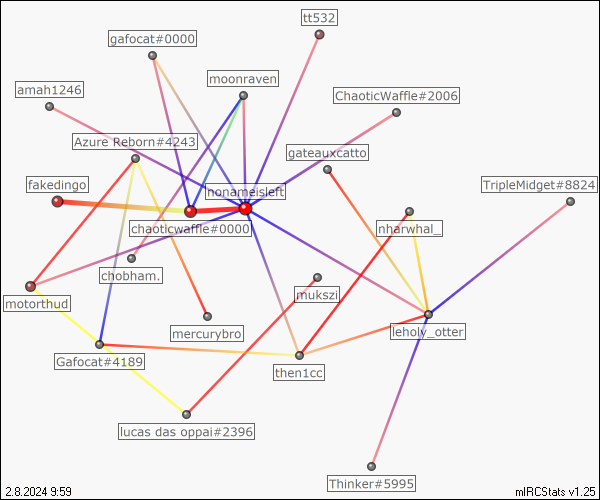 tt532
gafocat#0000
moonraven
amah1246
ChaoticWaffle#2006
Azure Reborn#4243
gateauxcatto
fakedingo
nonameisleft
TripleMidget#8824
chaoticwaffle#0000
nharwhal_
chobham.
mukszi
motorthud
mercurybro
leholy_otter
Gafocat#4189
then1cc
lucas das oppai#2396
Thinker#5995
2.8.2024 9:59
mIRCStats v1.25